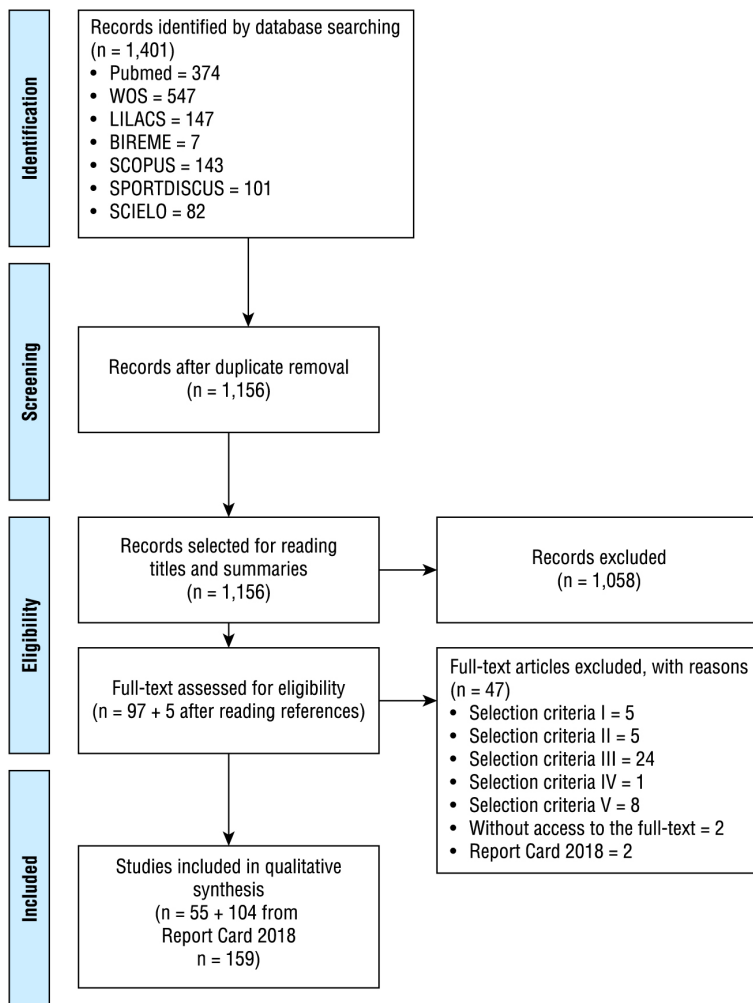 Identification
Records identified by database searching
(n = 1,401)
• Pubmed = 374
• WOS = 547
• LILACS = 147
• BIREME = 7
• SCOPUS = 143
• SPORTDISCUS = 101
• SCIELO = 82
Screening
Records after duplicate removal
(n = 1,156)
Eligibility
Records selected for reading
titles and summaries
(n = 1,156)
Records excluded
(n = 1,058)
Full-text assessed for eligibility
(n = 97 + 5 after reading references)
Full-text articles excluded, with reasons
(n = 47)
• Selection criteria I = 5
• Selection criteria II = 5
• Selection criteria III = 24
• Selection criteria IV = 1
• Selection criteria V = 8
• Without access to the full-text = 2
• Report Card 2018 = 2
Included
Studies included in qualitative
synthesis
(n = 55 + 104 from
Report Card 2018
n = 159)